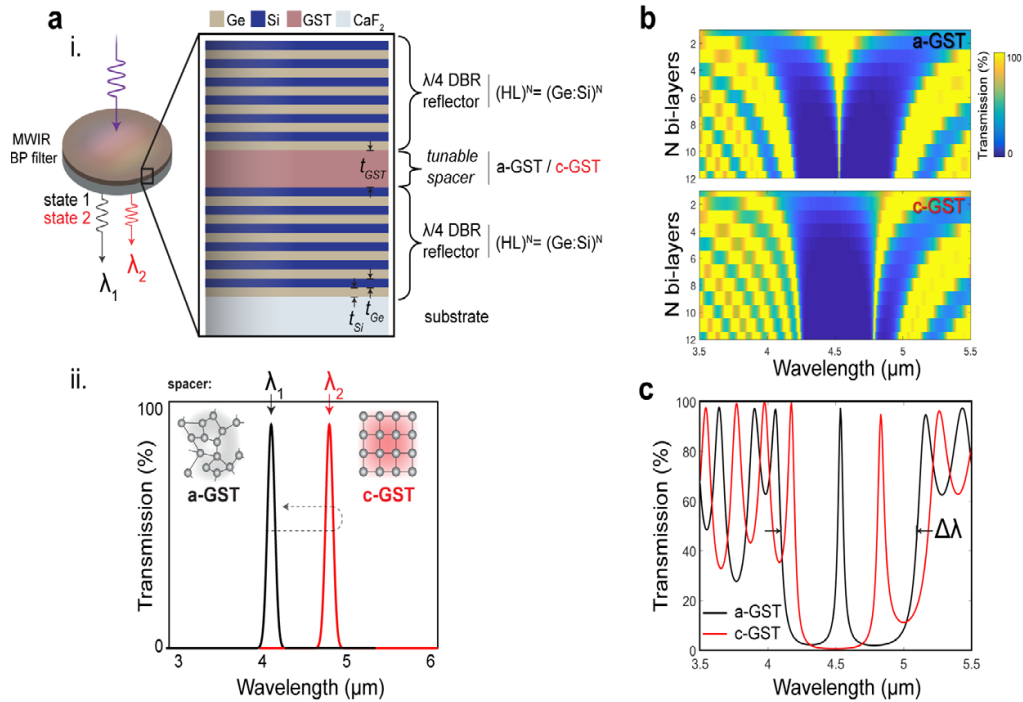 a
i.
Ge Si GST CaF2
MWIR
BP filter
state 1
state 2
λ1
λ2
tGST
tSi
tGe
λ/4 DBR
reflector
(HL)N= (Ge:Si)N
tunable
spacer
a-GST / c-GST
λ/4 DBR
reflector
(HL)N= (Ge:Si)N
substrate
ii.
spacer:
λ1
λ2
100
0
Transmission (%)
a-GST
c-GST
3 4 5 6
Wavelength (μm)
b
a-GST
N bi-layers
2
4
6
8
10
12
100
0
Transmission (%)
c-GST
N bi-layers
2
4
6
8
10
12
3.5 4 4.5 5 5.5
Wavelength (μm)
c
100
80
60
40
20
0
Transmission (%)
Δλ
a-GST
c-GST
3.5 4 4.5 5 5.5
Wavelength (μm)